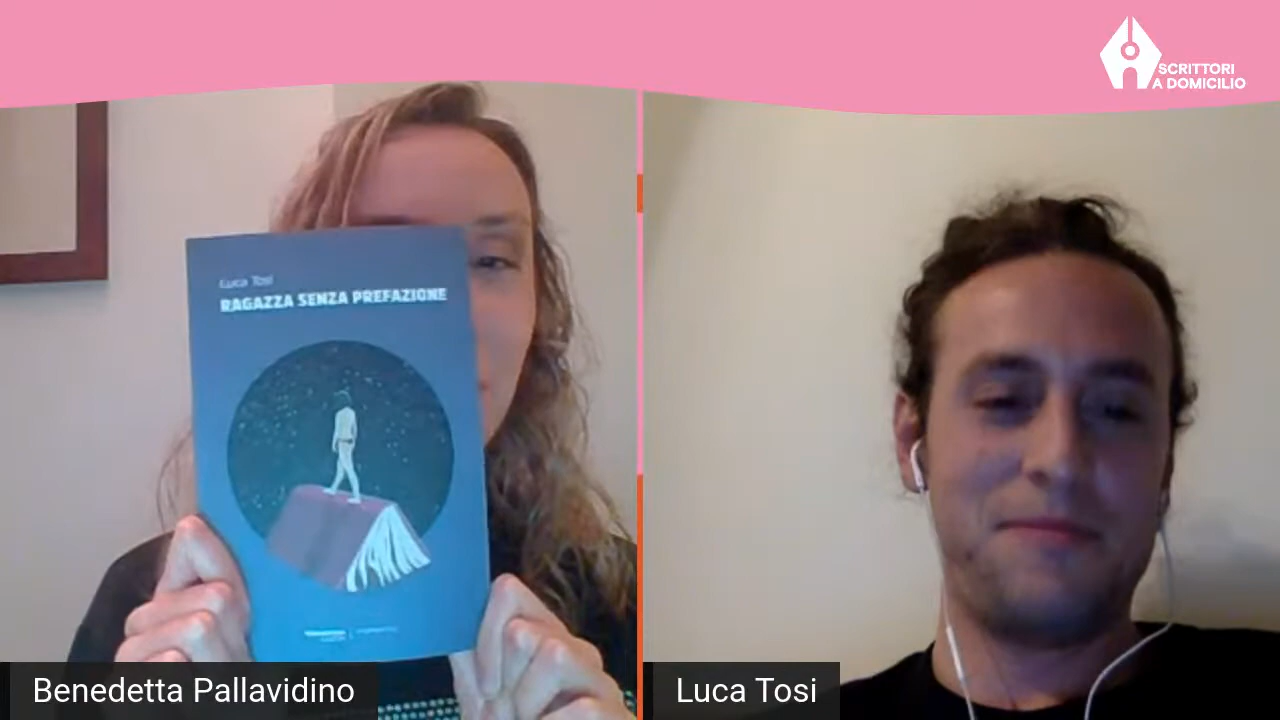 SCRITTORI
A DOMICILIO
Luca Tosi
RAGAZZA SENZA PREFAZIONE
Benedetta Pallavidino
Luca Tosi